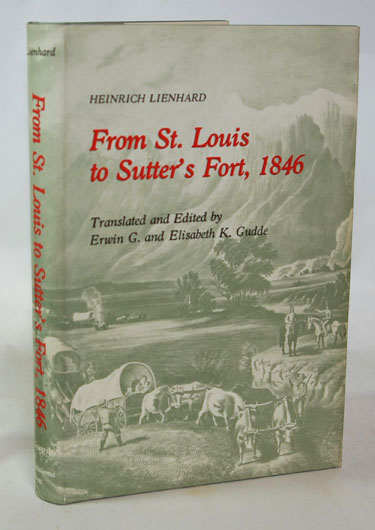 HEINRICH LIENHARD
From St. Louis
to Sutter's Fort, 1846
Translated and Edited by
Erwin G. and Elisabeth K. Gudde
Lienhard
From St. Louis to Sutter's Fort, 1846